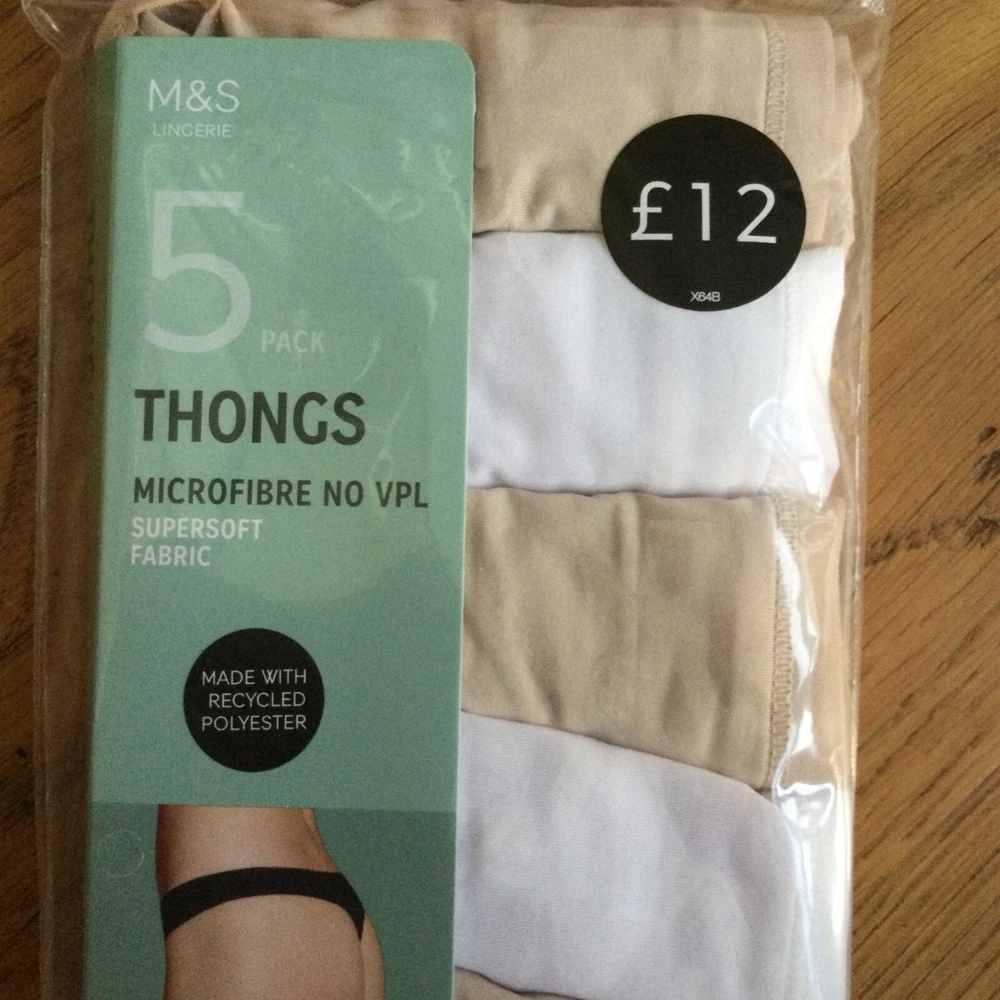 M&S
LINGERIE
5
PACK
THONGS
MICROFIBRE NO VPL
SUPERSOFT
FABRIC
MADE WITH
RECYCLED
POLYESTER
£12
X64B